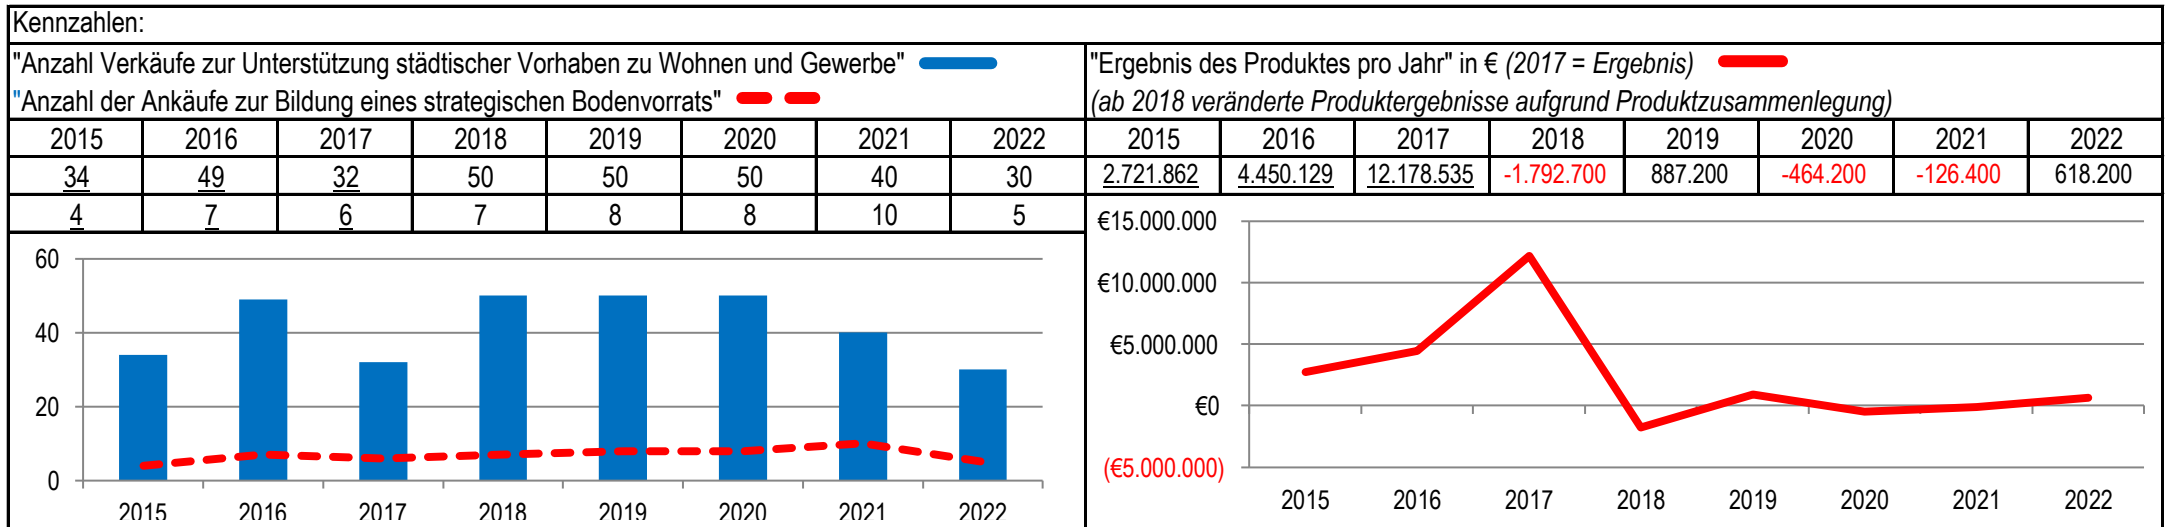 Kennzahlen:
"Anzahl Verkäufe zur Unterstützung städtischer Vorhaben zu Wohnen und Gewerbe"
"Anzahl der Ankäufe zur Bildung eines strategischen Bodenvorrats"
2015 2016 2017 2018 2019 2020 2021 2022
34 49 32 50 50 50 40 30
4 7 6 7 8 8 10 5
60
40
20
0
2015 2016 2017 2018 2019 2020 2021 2022
"Ergebnis des Produktes pro Jahr" in € (2017 = Ergebnis)
(ab 2018 veränderte Produktergebnisse aufgrund Produktzusammenlegung)
2015 2016 2017 2018 2019 2020 2021 2022
2.721.862 4.450.129 12.178.535 -1.792.700 887.200 -464.200 -126.400 618.200
€15.000.000
€10.000.000
€5.000.000
€0
(€5.000.000)
2015 2016 2017 2018 2019 2020 2021 2022